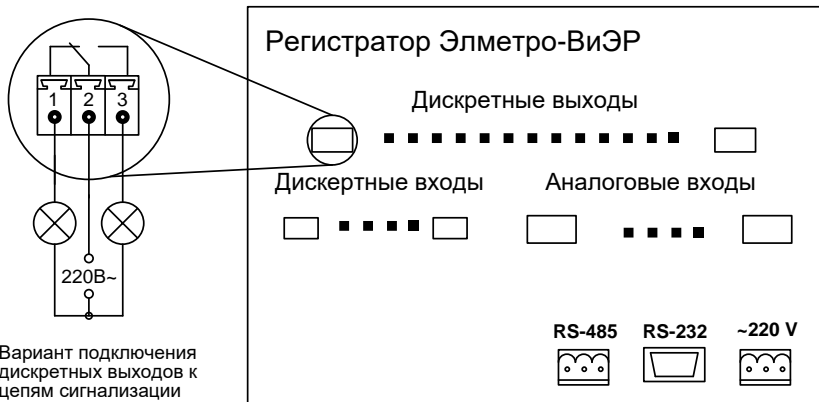 Регистратор Элметро-ВиЭР
Дискретные выходы
1 2 3
Дискертные входы
Аналоговые входы
220В~
RS-485
RS-232
~220 V
Вариант подключения
дискретных выходов к
цепям сигнализации